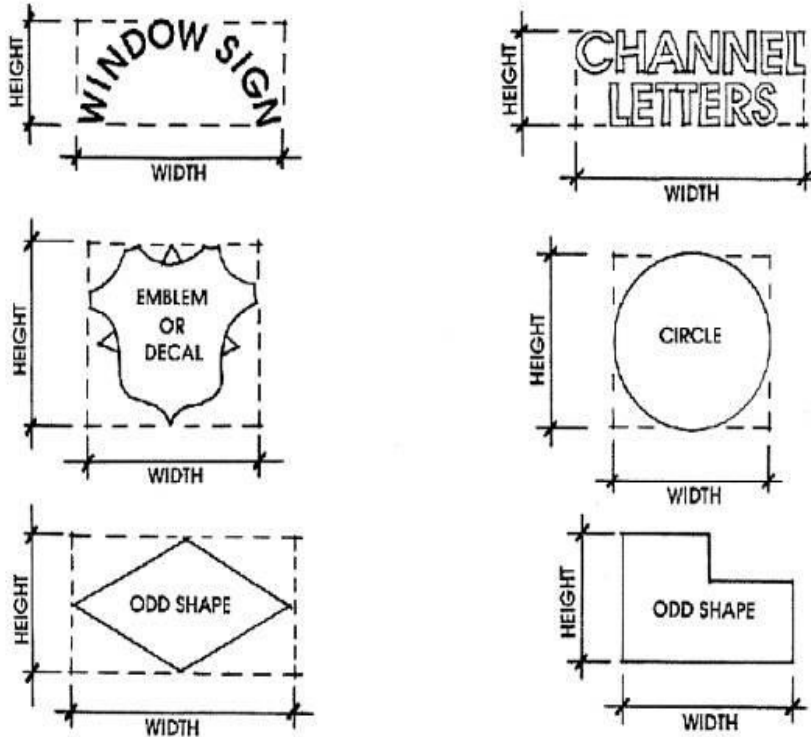 HEIGHT
WINDOW SIGN
WIDTH
HEIGHT
CHANNEL
LETTERS
WIDTH
HEIGHT
EMBLEM
OR
DECAL
WIDTH
HEIGHT
CIRCLE
WIDTH
HEIGHT
ODD SHAPE
WIDTH
HEIGHT
ODD SHAPE
WIDTH